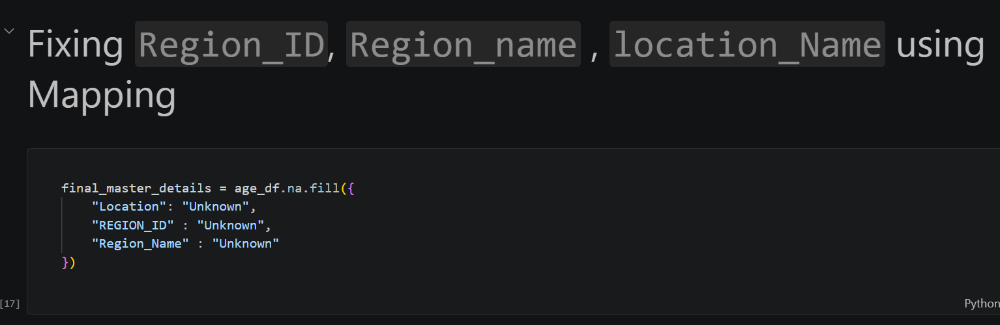 Fixing Region_ID, Region_name , location_Name using
Mapping
final_master_details = age_df.na.fill({
    "Location": "Unknown",
    "REGION_ID" : "Unknown",
    "Region_Name" : "Unknown"
})
[17]
Python